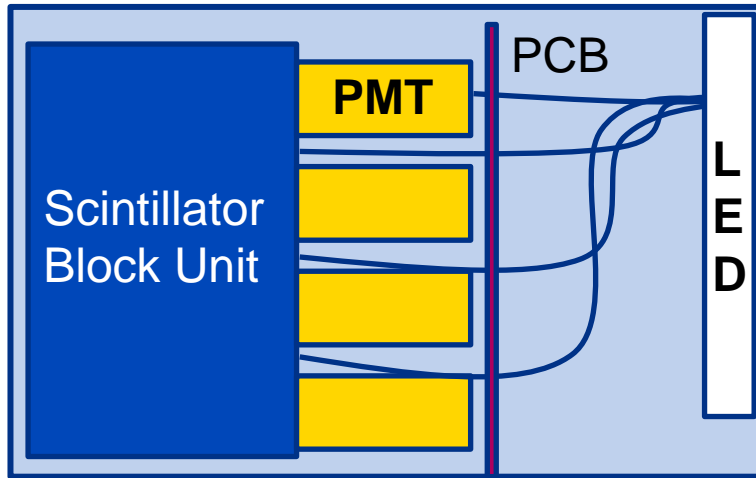 PCB
PMT
Scintillator
Block Unit
L
E
D